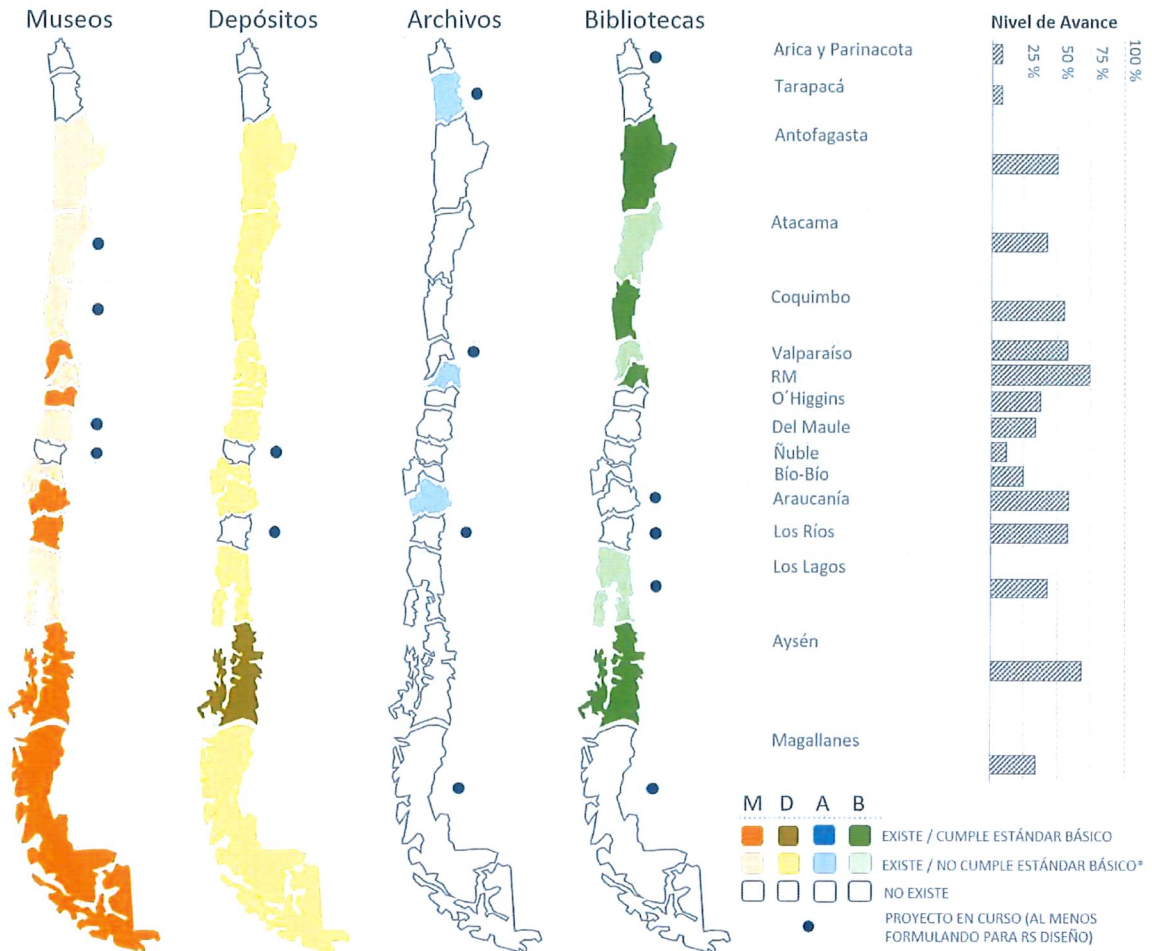 Museos
Depósitos
Archivos
Bibliotecas
Nivel de Avance
25 %
50 %
75 %
100 %
Arica y Parinacota
Tarapacá
Antofagasta
Atacama
Coquimbo
Valparaíso
RM
O´Higgins
Del Maule
Ñuble
Bío-Bío
Araucanía
Los Ríos
Los Lagos
Aysén
Magallanes
M D A B
EXISTE / CUMPLE ESTÁNDAR BÁSICO
EXISTE / NO CUMPLE ESTÁNDAR BÁSICO*
NO EXISTE
PROYECTO EN CURSO (AL MENOS
FORMULANDO PARA RS DISEÑO)